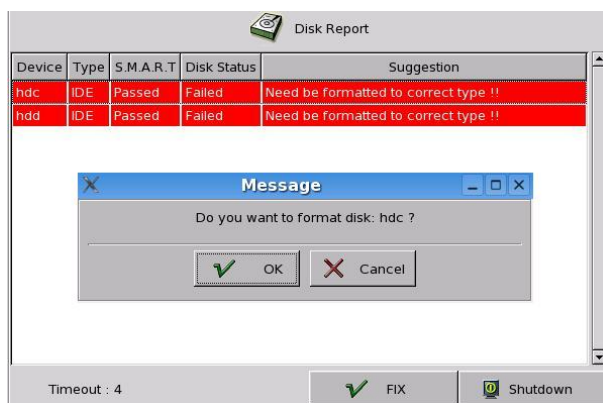 Disk Report
Device Type S.M.A.R.T Disk Status Suggestion
hdc IDE Passed Failed Need be formatted to correct type !!
hdd IDE Passed Failed Need be formatted to correct type !!
Message
Do you want to format disk: hdc ?
OK Cancel
Timeout : 4 FIX Shutdown